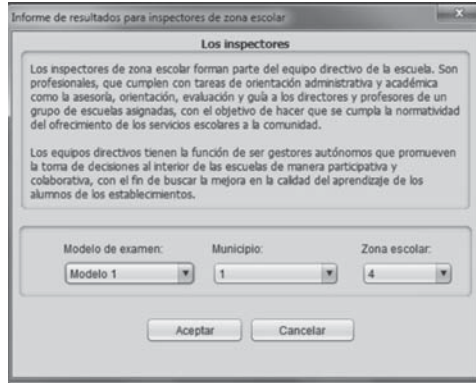 Informe de resultados para inspectores de zona escolar
x
Los inspectores
Los inspectores de zona escolar forman parte del equipo directivo de la escuela. Son
profesionales, que cumplen con tareas de orientación administrativa y académica
como la asesoría, orientación, evaluación y guía a los directores y profesores de un
grupo de escuelas asignadas, con el objetivo de hacer que se cumpla la normatividad
del ofrecimiento de los servicios escolares a la comunidad.
Los equipos directivos tienen la función de ser gestores autónomos que promueven
la toma de decisiones al interior de las escuelas de manera participativa y
colaborativa, con el fin de buscar la mejora en la calidad del aprendizaje de los
alumnos de los establecimientos.
Modelo de examen: Municipio: Zona escolar:
Modelo 1 1 4
Aceptar Cancelar